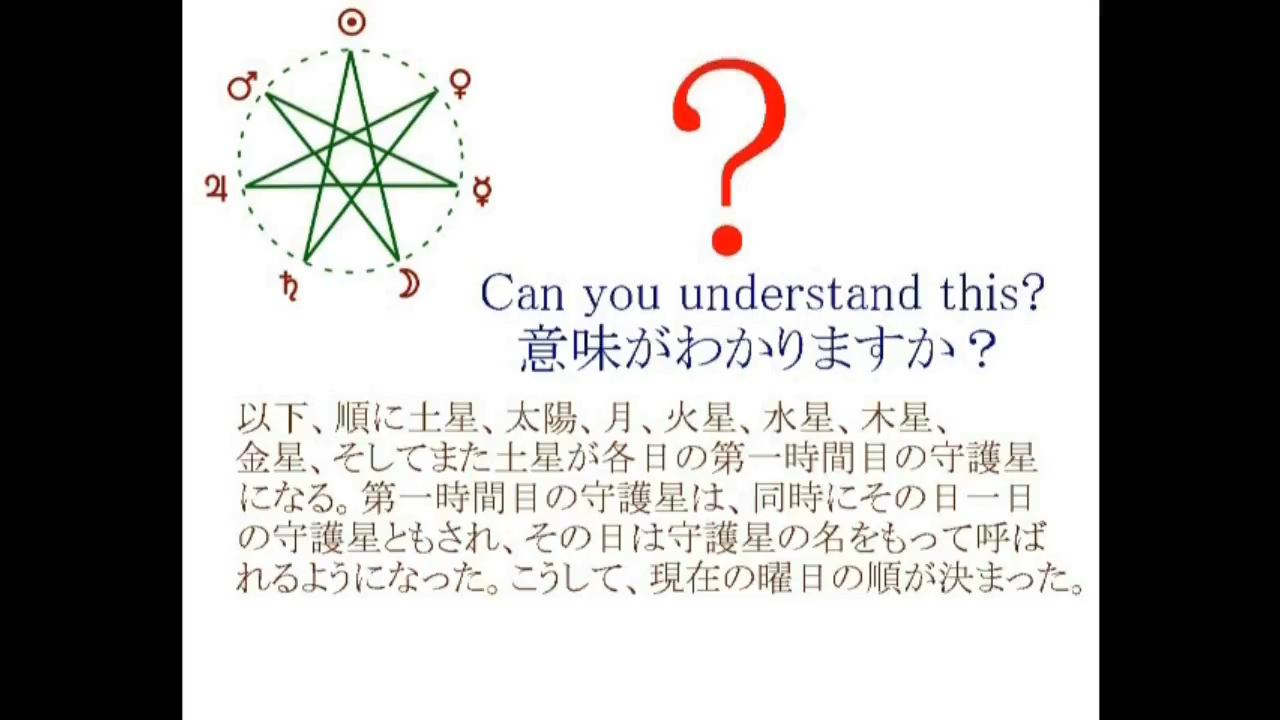 ☉
♂ ♀
♃ ☿
♄ ☽
?
Can you understand this?
意味がわかりますか？
以下、順に土星、太陽、月、火星、水星、木星、
金星、そしてまた土星が各日の第一時間目の守護星
になる。第一時間目の守護星は、同時にその日一日
の守護星ともされ、その日は守護星の名をもって呼ば
れるようになった。こうして、現在の曜日の順が決まった。